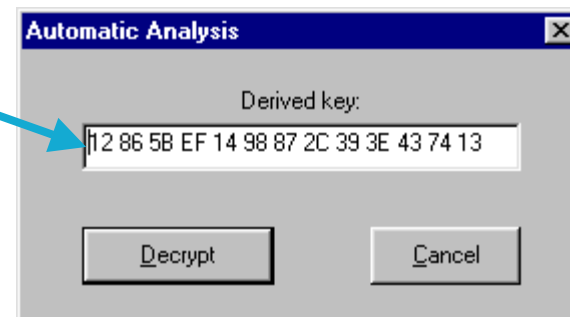 Automatic Analysis
Derived key:
12 86 5B EF 14 98 87 2C 39 3E 43 74 13
Decrypt
Cancel